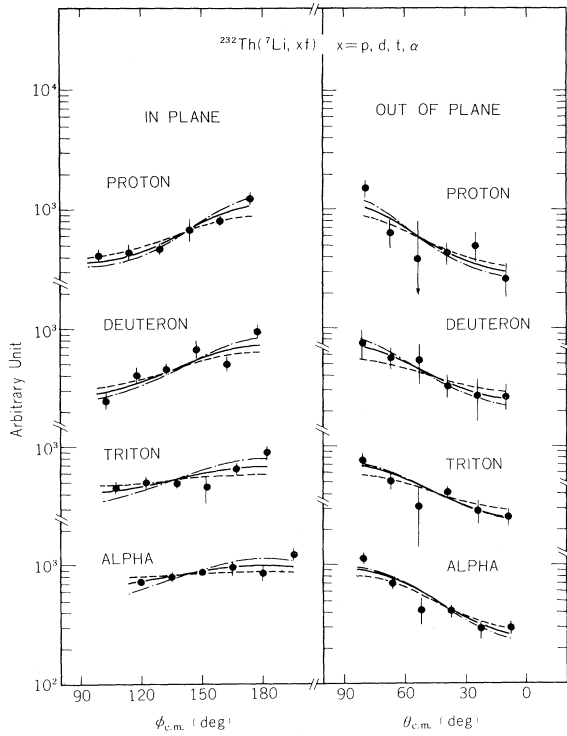 ²³²Th(⁷Li, xf) x=p, d, t, α
IN PLANE
OUT OF PLANE
PROTON
PROTON
DEUTERON
DEUTERON
TRITON
TRITON
ALPHA
ALPHA
Arbitrary Unit
10⁴
10³
10³
10³
10³
10²
90 120 150 180
90 60 30 0
ϕc.m. (deg)
θc.m. (deg)